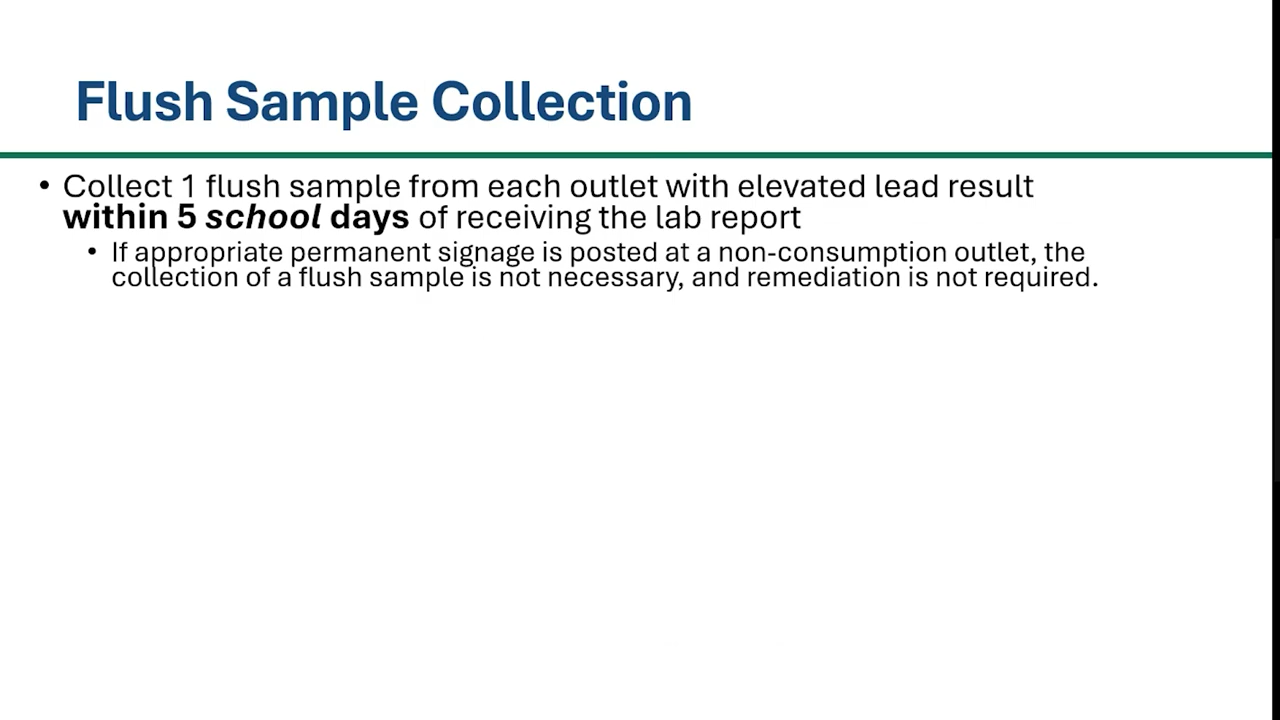 Flush Sample Collection
• Collect 1 flush sample from each outlet with elevated lead result
within 5 school days of receiving the lab report
• If appropriate permanent signage is posted at a non-consumption outlet, the
collection of a flush sample is not necessary, and remediation is not required.